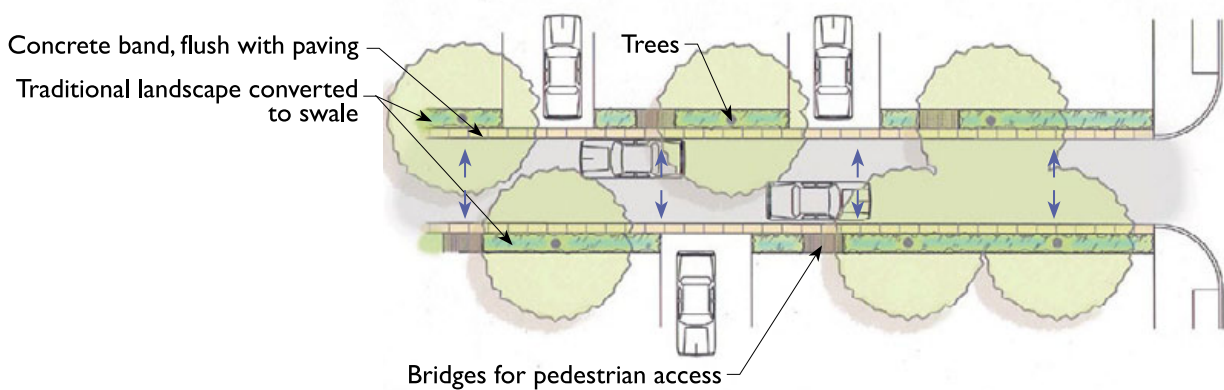 Concrete band, flush with paving
Traditional landscape converted
to swale
Trees
Bridges for pedestrian access